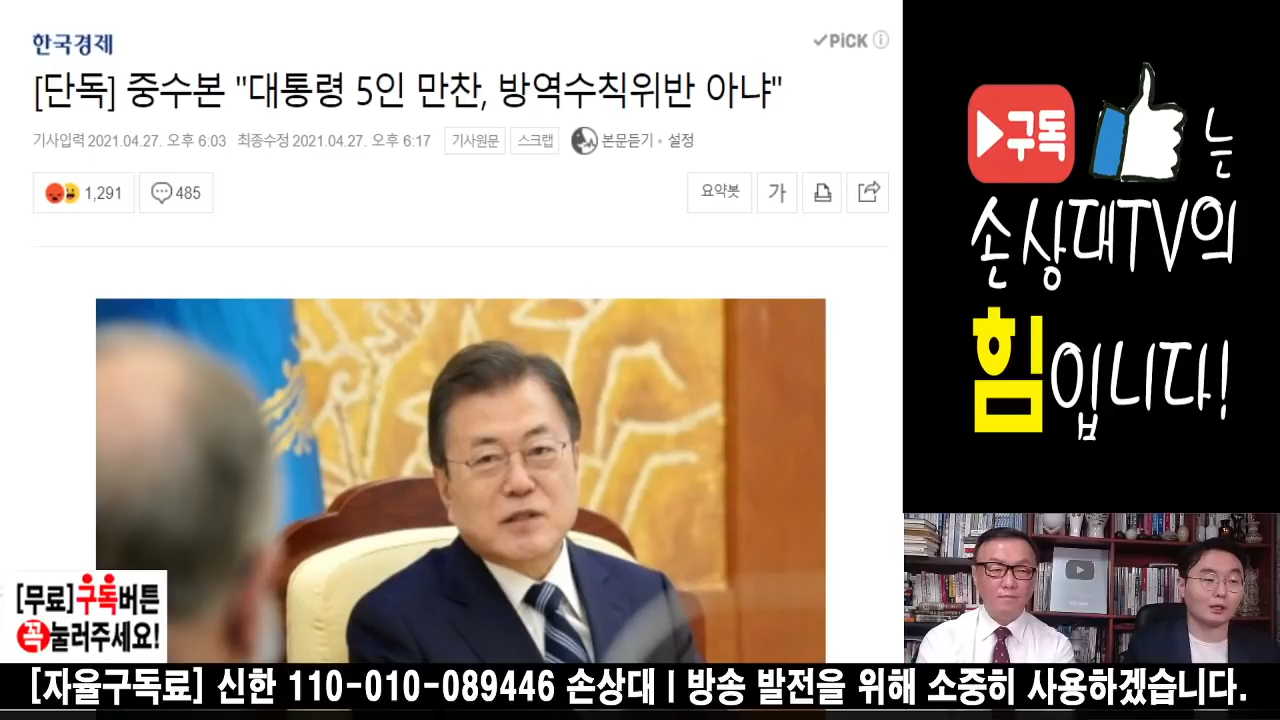 한국경제
✓PiCK ⓘ
[단독] 중수본 "대통령 5인 만찬, 방역수칙위반 아냐"
기사입력 2021.04.27. 오후 6:03 최종수정 2021.04.27. 오후 6:17 기사원문 스크랩 본문듣기 · 설정
1,291 485 요약봇 가
구독 는
손상대TV의
힘입니다!
[무료]구독버튼
꼭눌러주세요!
[자율구독료] 신한 110-010-089446 손상대 | 방송 발전을 위해 소중히 사용하겠습니다.